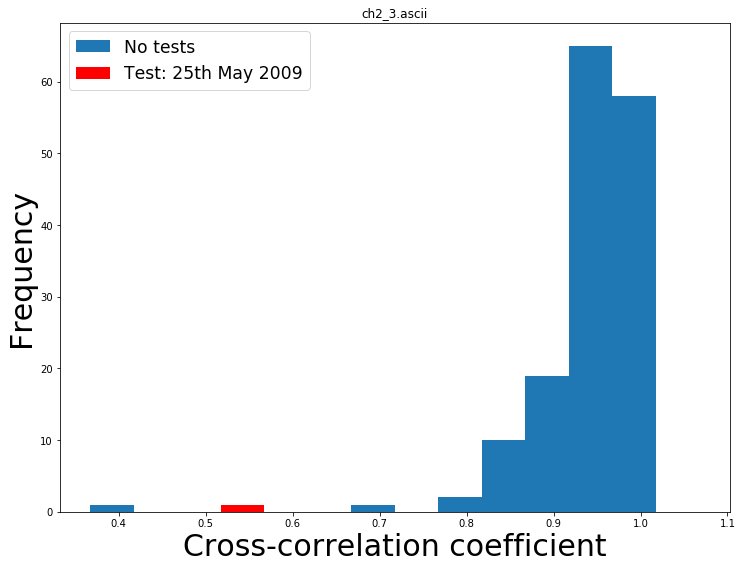 ch2_3.ascii
No tests
Test: 25th May 2009
Frequency
60
50
40
30
20
10
0
0.4 0.5 0.6 0.7 0.8 0.9 1.0 1.1
Cross-correlation coefficient